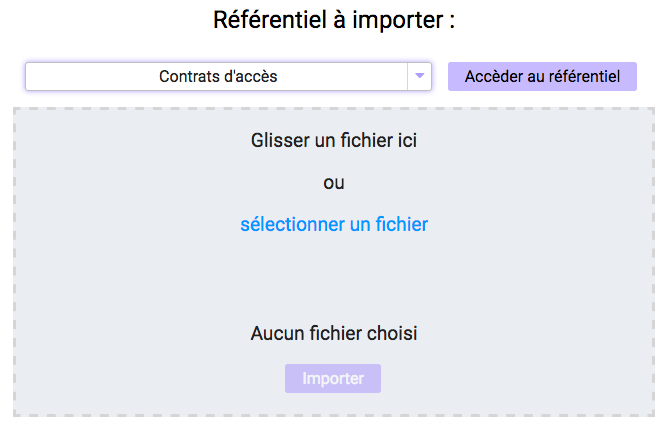 Référentiel à importer :
Contrats d'accès
Accèder au référentiel
Glisser un fichier ici
ou
sélectionner un fichier
Aucun fichier choisi
Importer